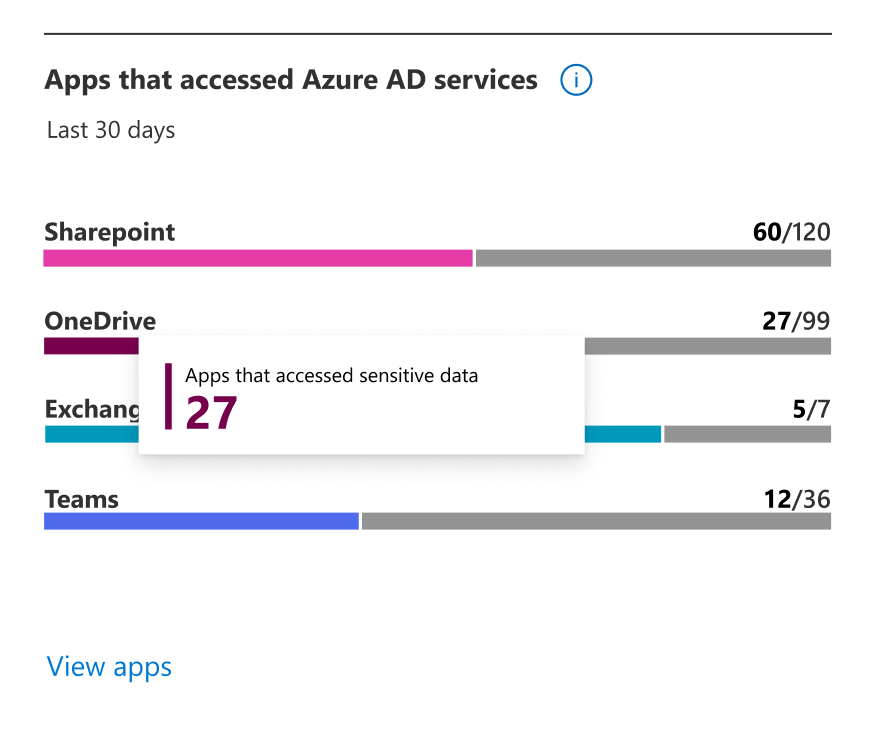 Apps that accessed Azure AD services
Last 30 days
Sharepoint 60/120
OneDrive 27/99
Apps that accessed sensitive data
27
Exchang 5/7
Teams 12/36
View apps